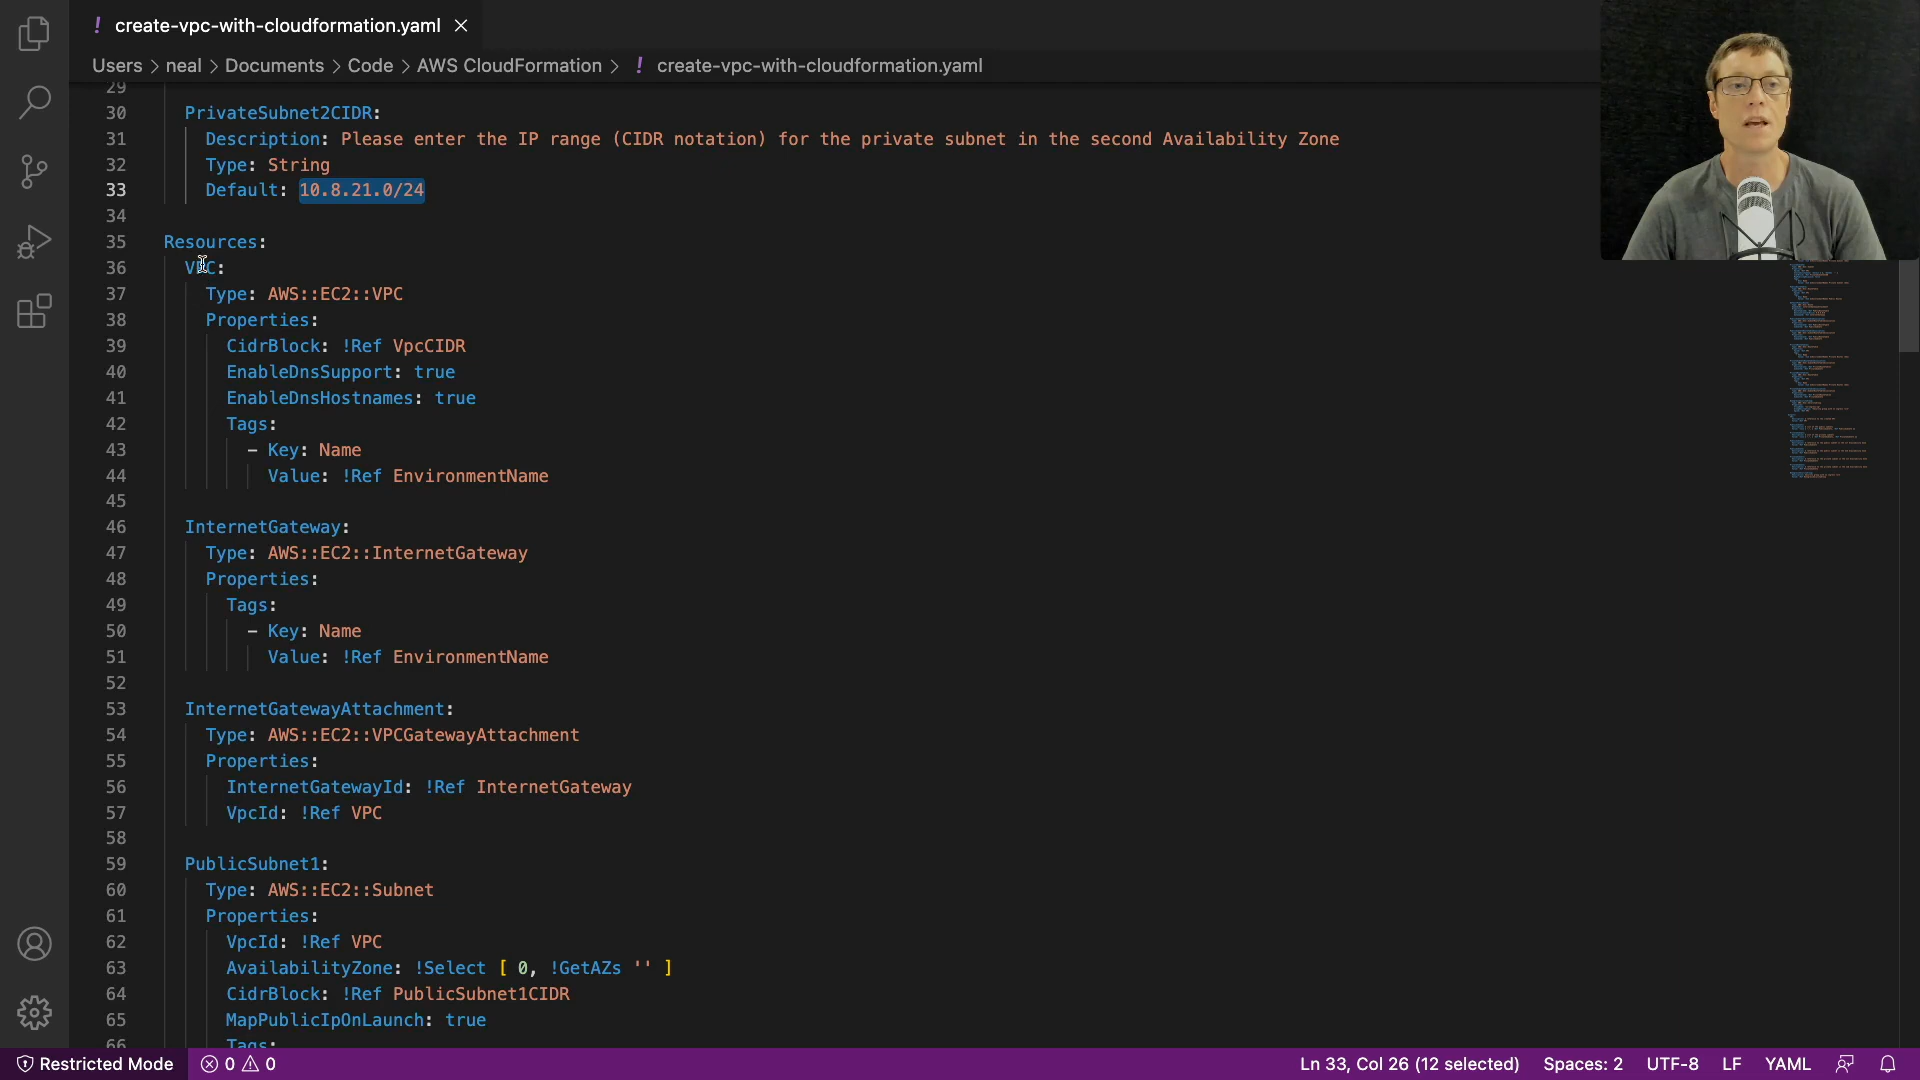 ! create-vpc-with-cloudformation.yaml ×
Users > neal > Documents > Code > AWS CloudFormation > ! create-vpc-with-cloudformation.yaml
29
30 PrivateSubnet2CIDR:
31 Description: Please enter the IP range (CIDR notation) for the private subnet in the second Availability Zone
32 Type: String
33 Default: 10.8.21.0/24
34
35 Resources:
36 VPC:
37 Type: AWS::EC2::VPC
38 Properties:
39 CidrBlock: !Ref VpcCIDR
40 EnableDnsSupport: true
41 EnableDnsHostnames: true
42 Tags:
43 - Key: Name
44 Value: !Ref EnvironmentName
45
46 InternetGateway:
47 Type: AWS::EC2::InternetGateway
48 Properties:
49 Tags:
50 - Key: Name
51 Value: !Ref EnvironmentName
52
53 InternetGatewayAttachment:
54 Type: AWS::EC2::VPCGatewayAttachment
55 Properties:
56 InternetGatewayId: !Ref InternetGateway
57 VpcId: !Ref VPC
58
59 PublicSubnet1:
60 Type: AWS::EC2::Subnet
61 Properties:
62 VpcId: !Ref VPC
63 AvailabilityZone: !Select [ 0, !GetAZs '' ]
64 CidrBlock: !Ref PublicSubnet1CIDR
65 MapPublicIpOnLaunch: true
66 Tags:
Restricted Mode 0 0 Ln 33, Col 26 (12 selected) Spaces: 2 UTF-8 LF YAML